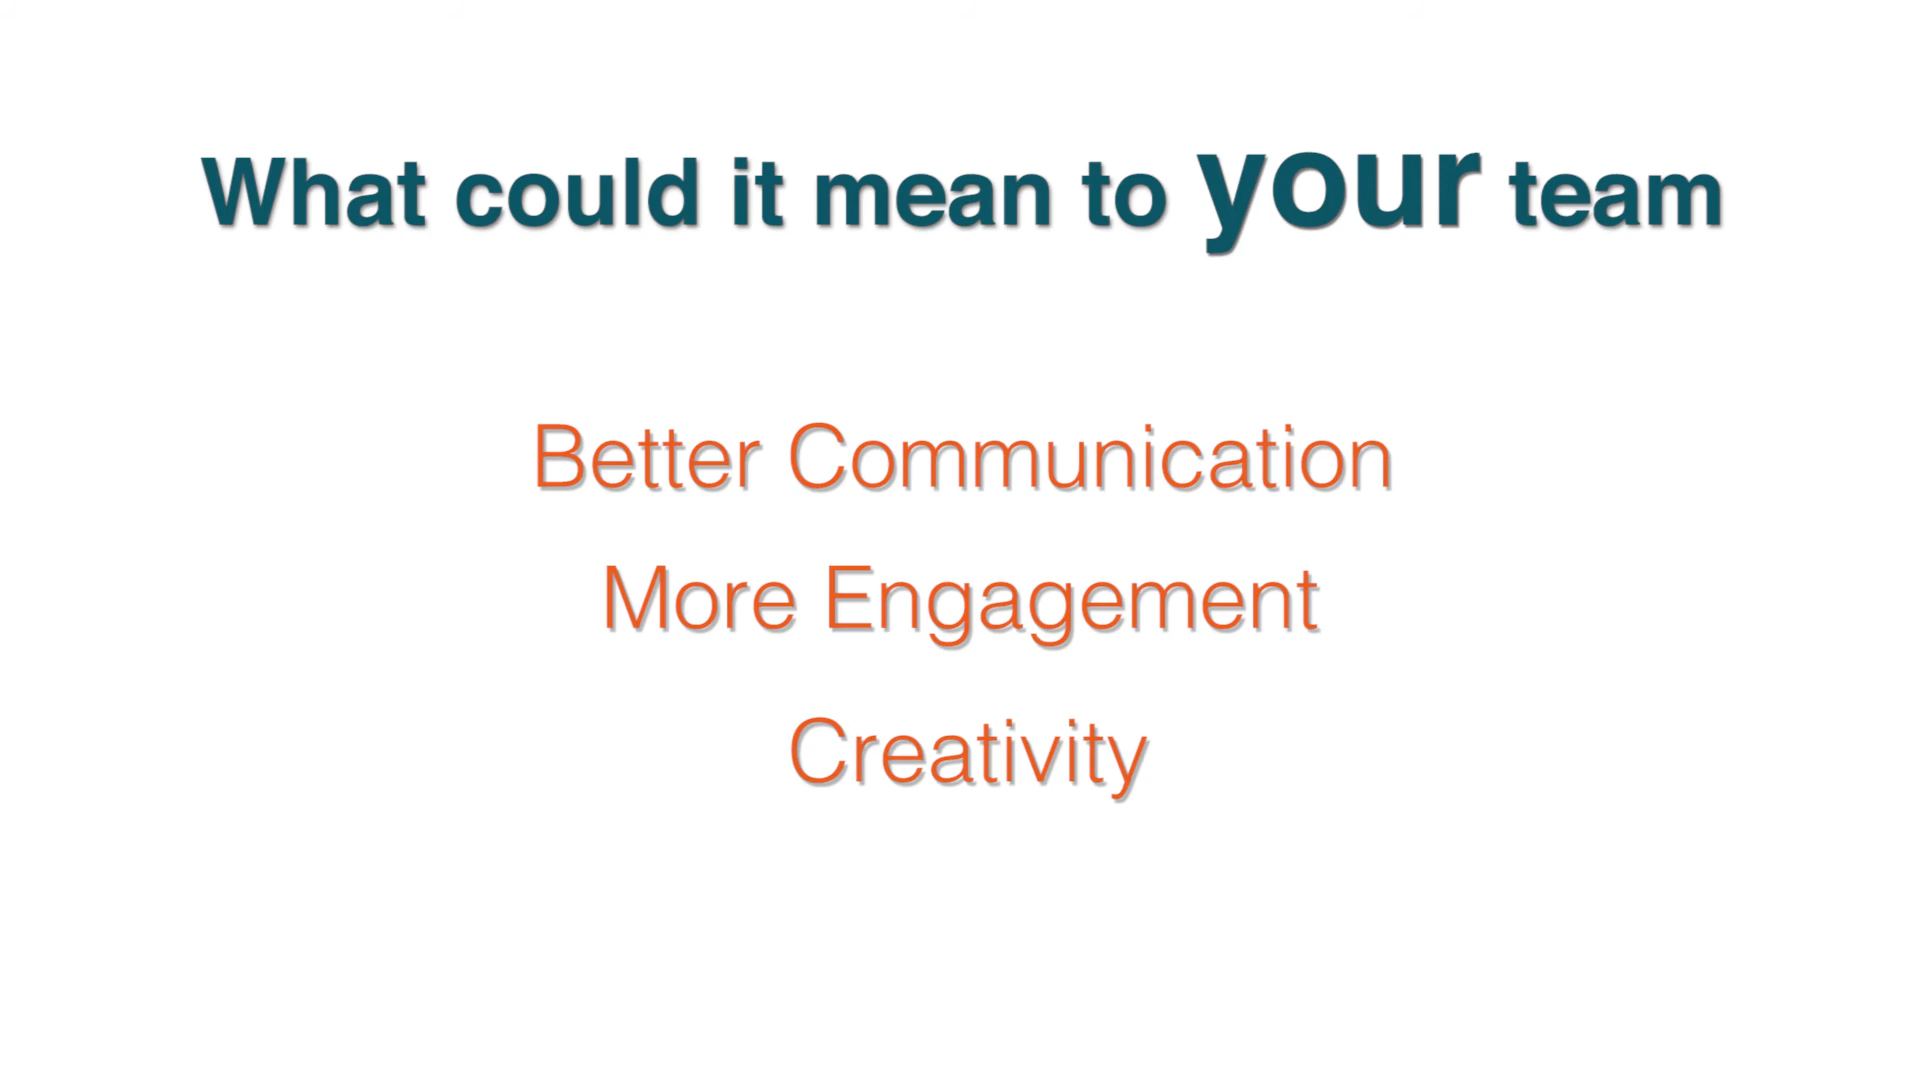 What could it mean to your team
Better Communication
More Engagement
Creativity